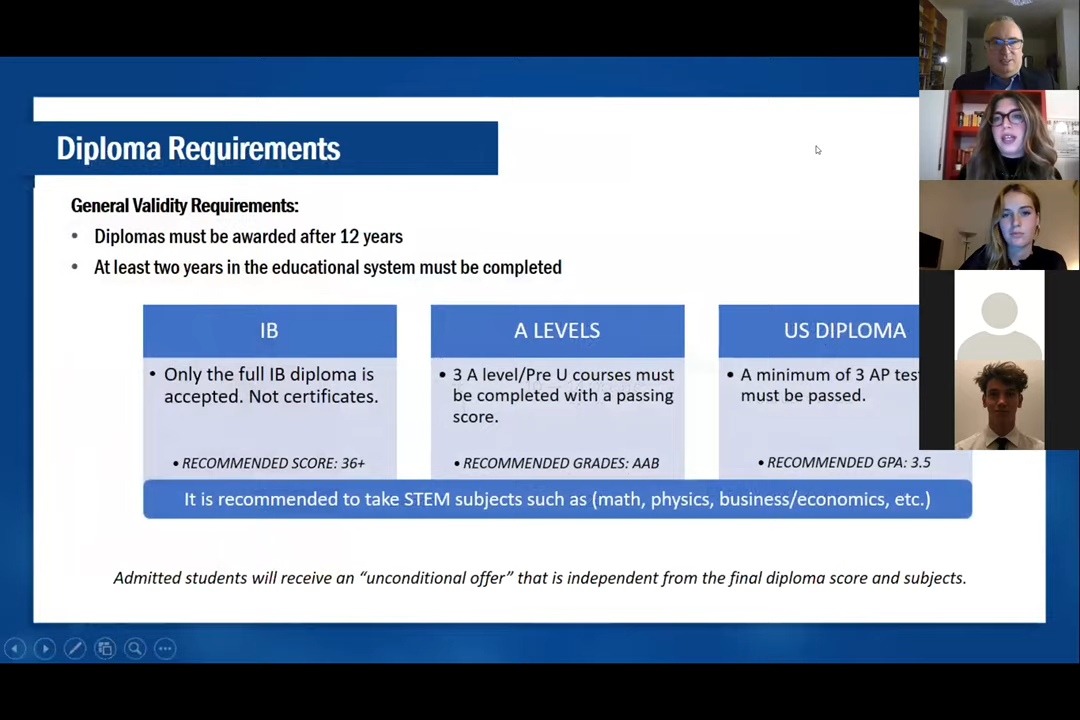 Diploma Requirements
General Validity Requirements:
• Diplomas must be awarded after 12 years
• At least two years in the educational system must be completed
IB
• Only the full IB diploma is
accepted. Not certificates.
• RECOMMENDED SCORE: 36+
A LEVELS
• 3 A level/Pre U courses must
be completed with a passing
score.
• RECOMMENDED GRADES: AAB
US DIPLOMA
• A minimum of 3 AP
must be passed.
• RECOMMENDED GPA: 3.5
It is recommended to take STEM subjects such as (math, physics, business/economics, etc.)
Admitted students will receive an “unconditional offer” that is independent from the final diploma score and subjects.